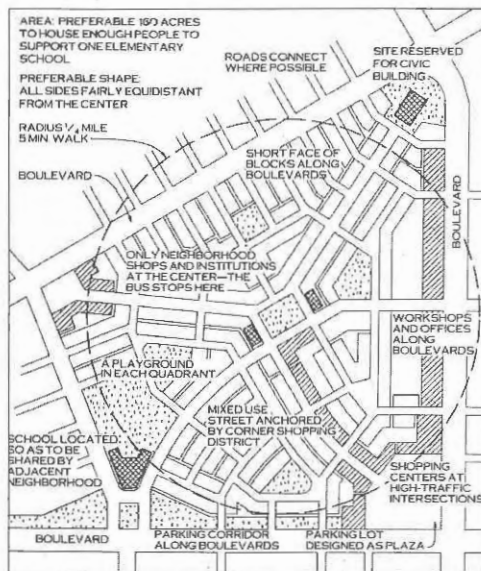 AREA: PREFERABLE 160 ACRES
TO HOUSE ENOUGH PEOPLE TO
SUPPORT ONE ELEMENTARY
SCHOOL
PREFERABLE SHAPE:
ALL SIDES FAIRLY EQUIDISTANT
FROM THE CENTER
RADIUS 1/4 MILE
5 MIN WALK
BOULEVARD
ROADS CONNECT
WHERE POSSIBLE
SITE RESERVED
FOR CIVIC
BUILDING
SHORT FACE OF
BLOCKS ALONG
BOULEVARDS
BOULEVARD
ONLY NEIGHBORHOOD
SHOPS AND INSTITUTIONS
AT THE CENTER—THE
BUS STOPS HERE
WORKSHOPS
AND OFFICES
ALONG
BOULEVARDS
A PLAYGROUND
IN EACH QUADRANT
MIXED USE
STREET ANCHORED
BY CORNER SHOPPING
DISTRICT
SCHOOL LOCATED
SO AS TO BE
SHARED BY
ADJACENT
NEIGHBORHOOD
SHOPPING
CENTERS AT
HIGH-TRAFFIC
INTERSECTIONS
BOULEVARD
PARKING CORRIDOR
ALONG BOULEVARDS
PARKING LOT
DESIGNED AS PLAZA